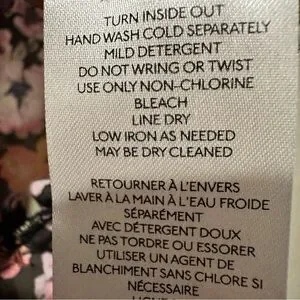 TURN INSIDE OUT
HAND WASH COLD SEPARATELY
MILD DETERGENT
DO NOT WRING OR TWIST
USE ONLY NON-CHLORINE
BLEACH
LINE DRY
LOW IRON AS NEEDED
MAY BE DRY CLEANED
RETOURNER À L'ENVERS
LAVER À LA MAIN À L'EAU FROIDE
SÉPARÉMENT
AVEC DÉTERGENT DOUX
NE PAS TORDRE OU ESSORER
UTILISER UN AGENT DE
BLANCHIMENT SANS CHLORE SI
NÉCESSAIRE